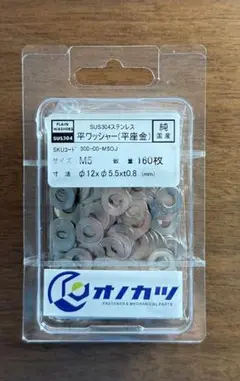 PLAIN WASHERS
SUS304
SUS304ステンレス
平ワッシャー(平座金)
純国産
SKUコード 300-00-M50J
サイズ M5 数量 160枚
寸法 φ12xφ5.5xt0.8 (mm)
オノカツ
FASTENERS & MECHANICAL PARTS